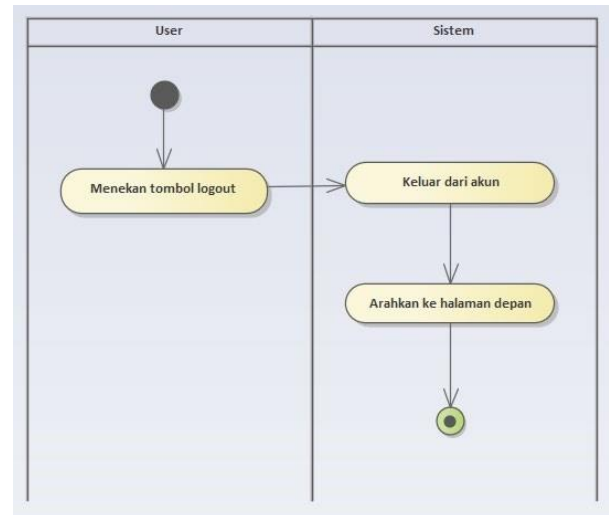 User
Sistem
Menekan tombol logout
Keluar dari akun
Arahkan ke halaman depan